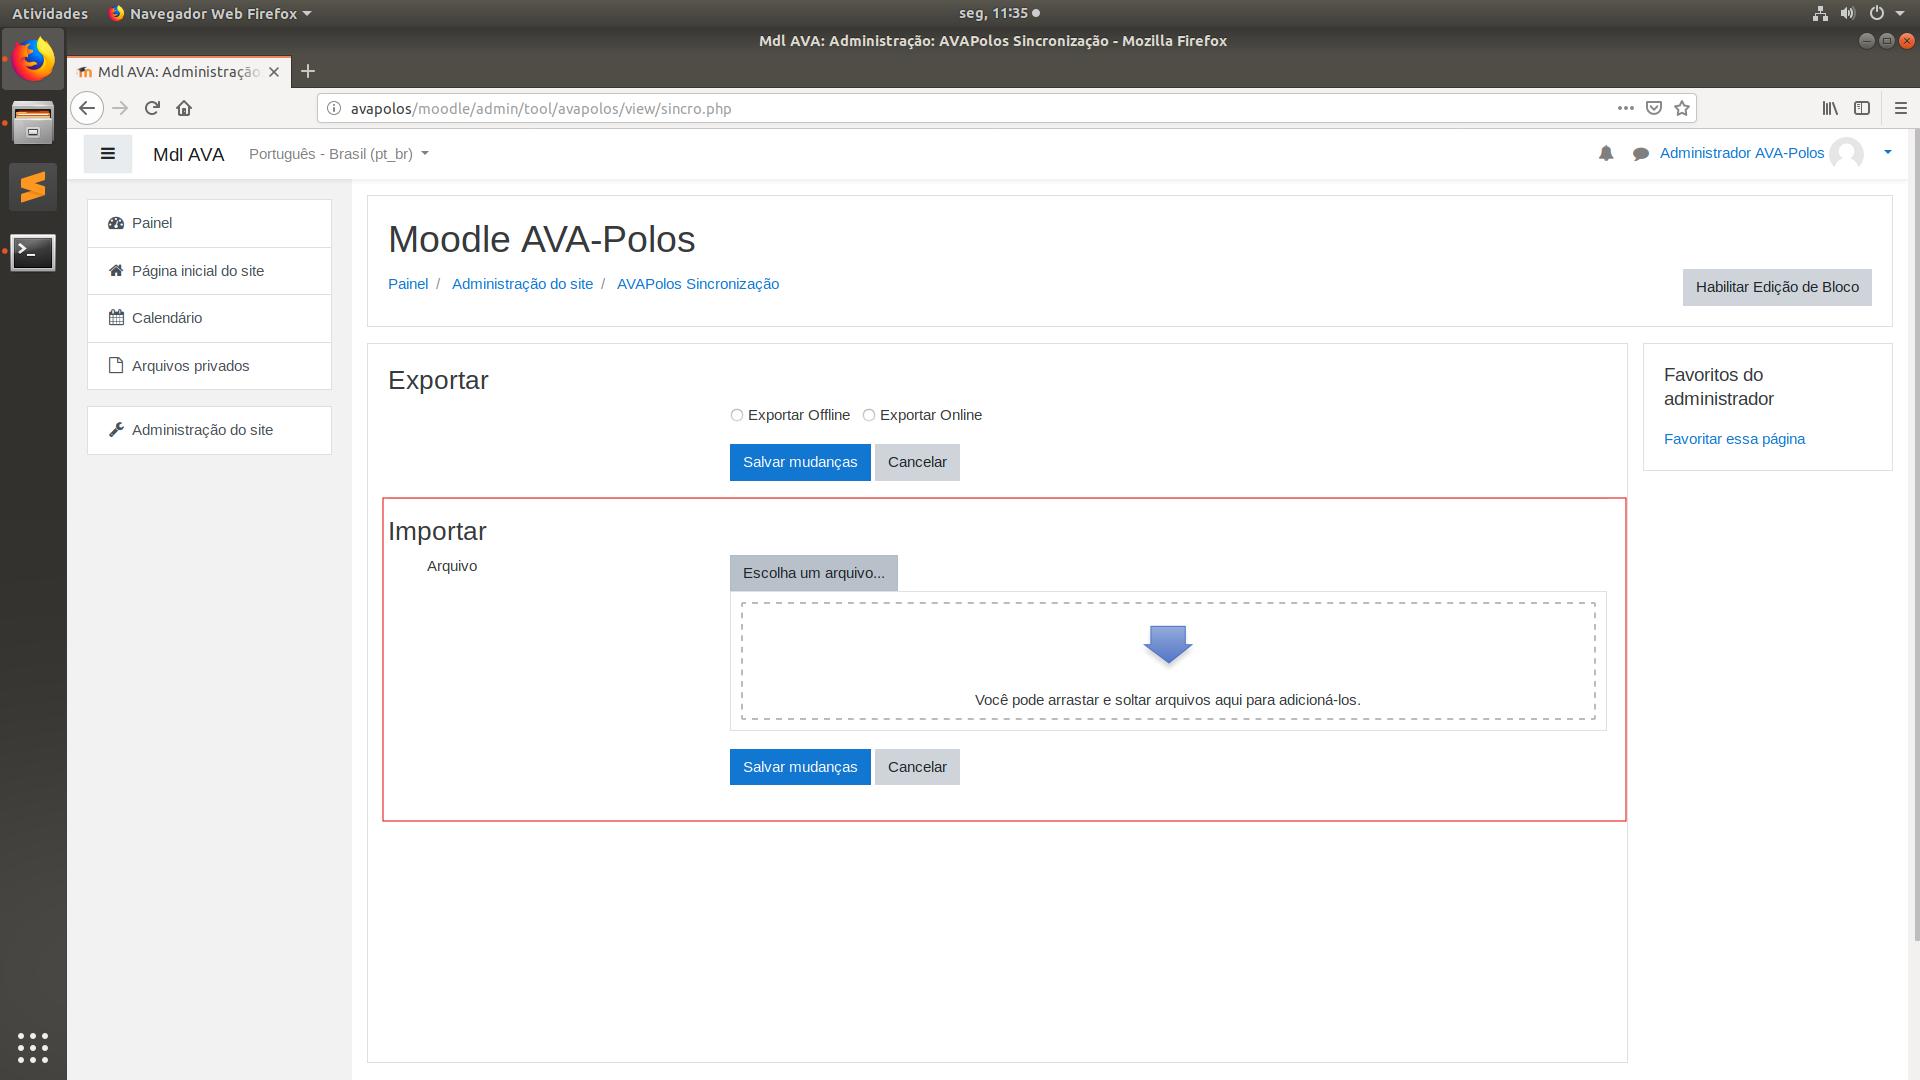 Atividades
Navegador Web Firefox
seg, 11:35
Mdl AVA: Administração: AVAPolos Sincronização - Mozilla Firefox
Mdl AVA: Administração
avapolos/moodle/admin/tool/avapolos/view/sincro.php
Mdl AVA
Português - Brasil (pt_br)
Administrador AVA-Polos
Painel
Página inicial do site
Calendário
Arquivos privados
Administração do site
Moodle AVA-Polos
Painel / Administração do site / AVAPolos Sincronização
Habilitar Edição de Bloco
Exportar
Exportar Offline
Exportar Online
Salvar mudanças
Cancelar
Importar
Arquivo
Escolha um arquivo...
Você pode arrastar e soltar arquivos aqui para adicioná-los.
Salvar mudanças
Cancelar
Favoritos do
administrador
Favoritar essa página